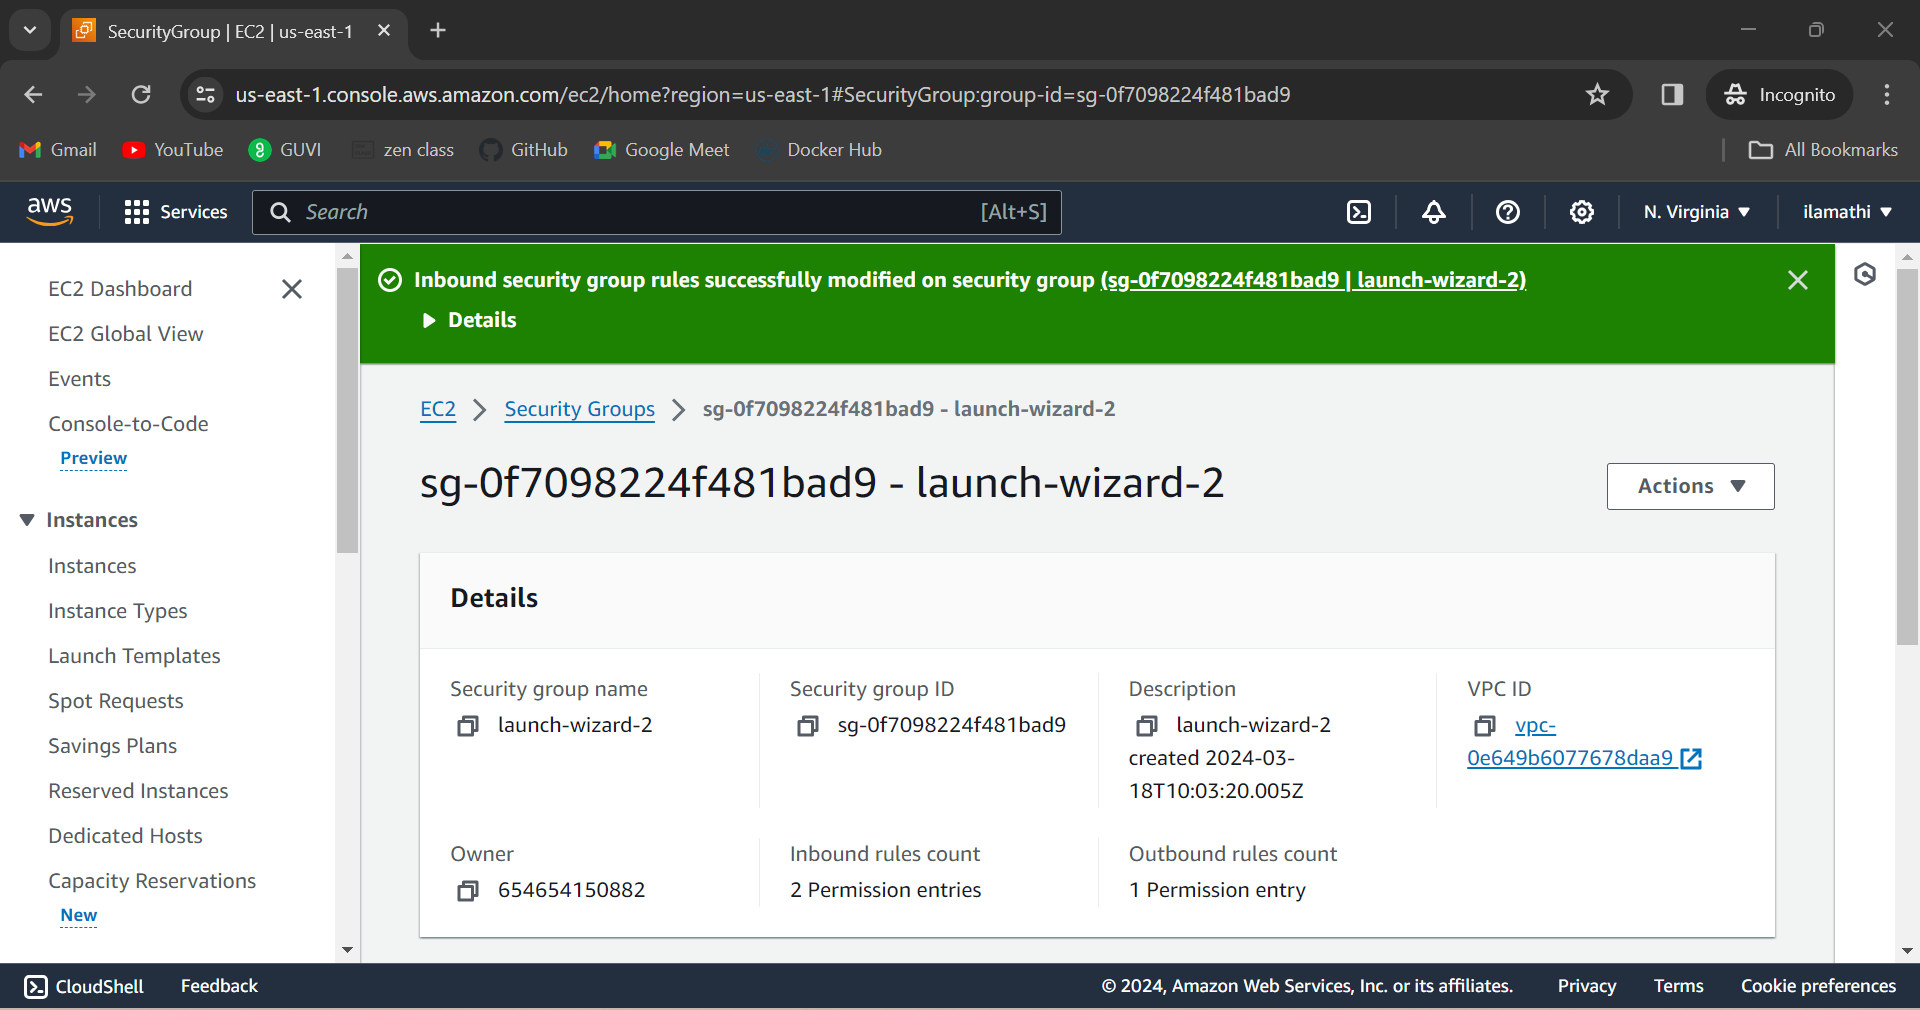 SecurityGroup | EC2 | us-east-1
us-east-1.console.aws.amazon.com/ec2/home?region=us-east-1#SecurityGroup:group-id=sg-0f7098224f481bad9
Incognito
Gmail
YouTube
GUVI
zen class
GitHub
Google Meet
Docker Hub
All Bookmarks
aws
Services
Search
[Alt+S]
N. Virginia
ilamathi
EC2 Dashboard
EC2 Global View
Events
Console-to-Code
Preview
Instances
Instances
Instance Types
Launch Templates
Spot Requests
Savings Plans
Reserved Instances
Dedicated Hosts
Capacity Reservations
New
Inbound security group rules successfully modified on security group (sg-0f7098224f481bad9 | launch-wizard-2)
Details
EC2
Security Groups
sg-0f7098224f481bad9 - launch-wizard-2
sg-0f7098224f481bad9 - launch-wizard-2
Actions
Details
Security group name
launch-wizard-2
Security group ID
sg-0f7098224f481bad9
Description
launch-wizard-2
created 2024-03-
18T10:03:20.005Z
VPC ID
vpc-
0e649b6077678daa9
Owner
654654150882
Inbound rules count
2 Permission entries
Outbound rules count
1 Permission entry
CloudShell
Feedback
© 2024, Amazon Web Services, Inc. or its affiliates.
Privacy
Terms
Cookie preferences